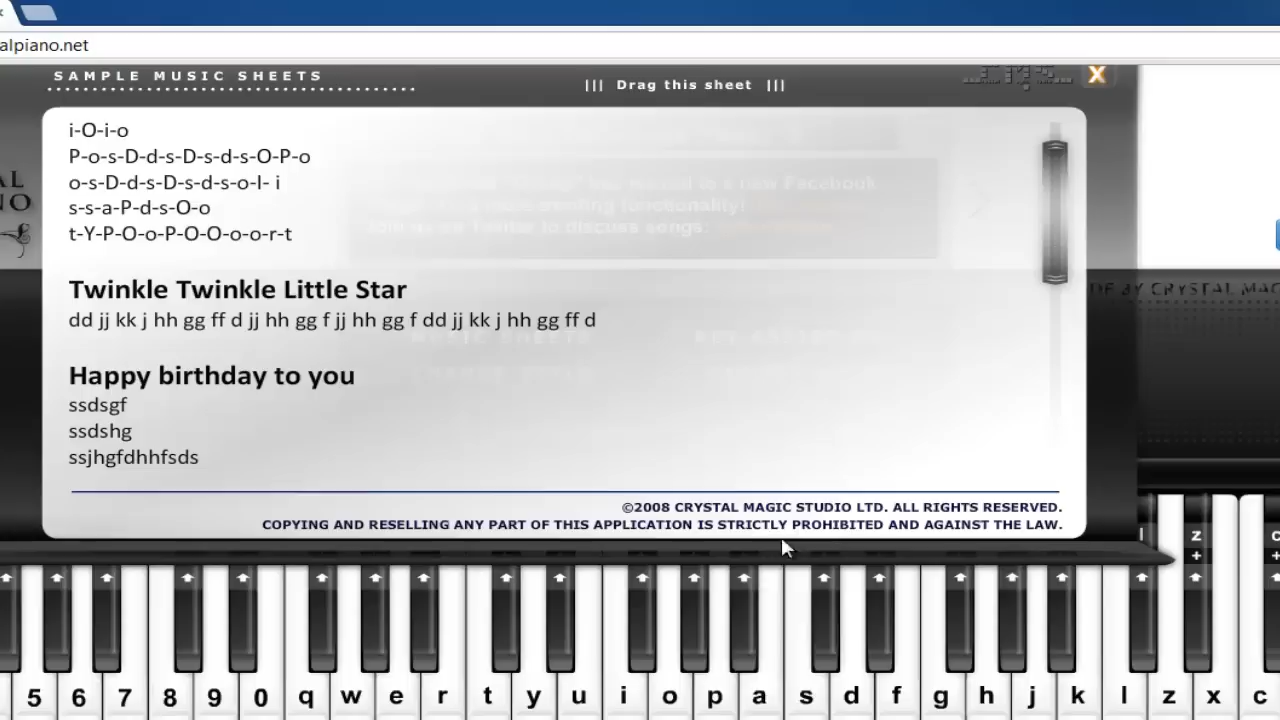 alpiano.net
SAMPLE MUSIC SHEETS
||| Drag this sheet |||
X
i-O-i-o
P-o-s-D-d-s-D-s-d-s-O-P-o
o-s-D-d-s-D-s-d-s-o-I- i
s-s-a-P-d-s-O-o
t-Y-P-O-o-P-O-O-o-o-r-t
Twinkle Twinkle Little Star
dd jj kk j hh gg ff d jj hh gg f jj hh gg f dd jj kk j hh gg ff d
Happy birthday to you
ssdsgf
ssdshg
ssjhgfdhhfsds
©2008 CRYSTAL MAGIC STUDIO LTD. ALL RIGHTS RESERVED.
COPYING AND RESELLING ANY PART OF THIS APPLICATION IS STRICTLY PROHIBITED AND AGAINST THE LAW.
l z c
+ +
5 6 7 8 9 0 q w e r t y u i o p a s d f g h j k l z x c